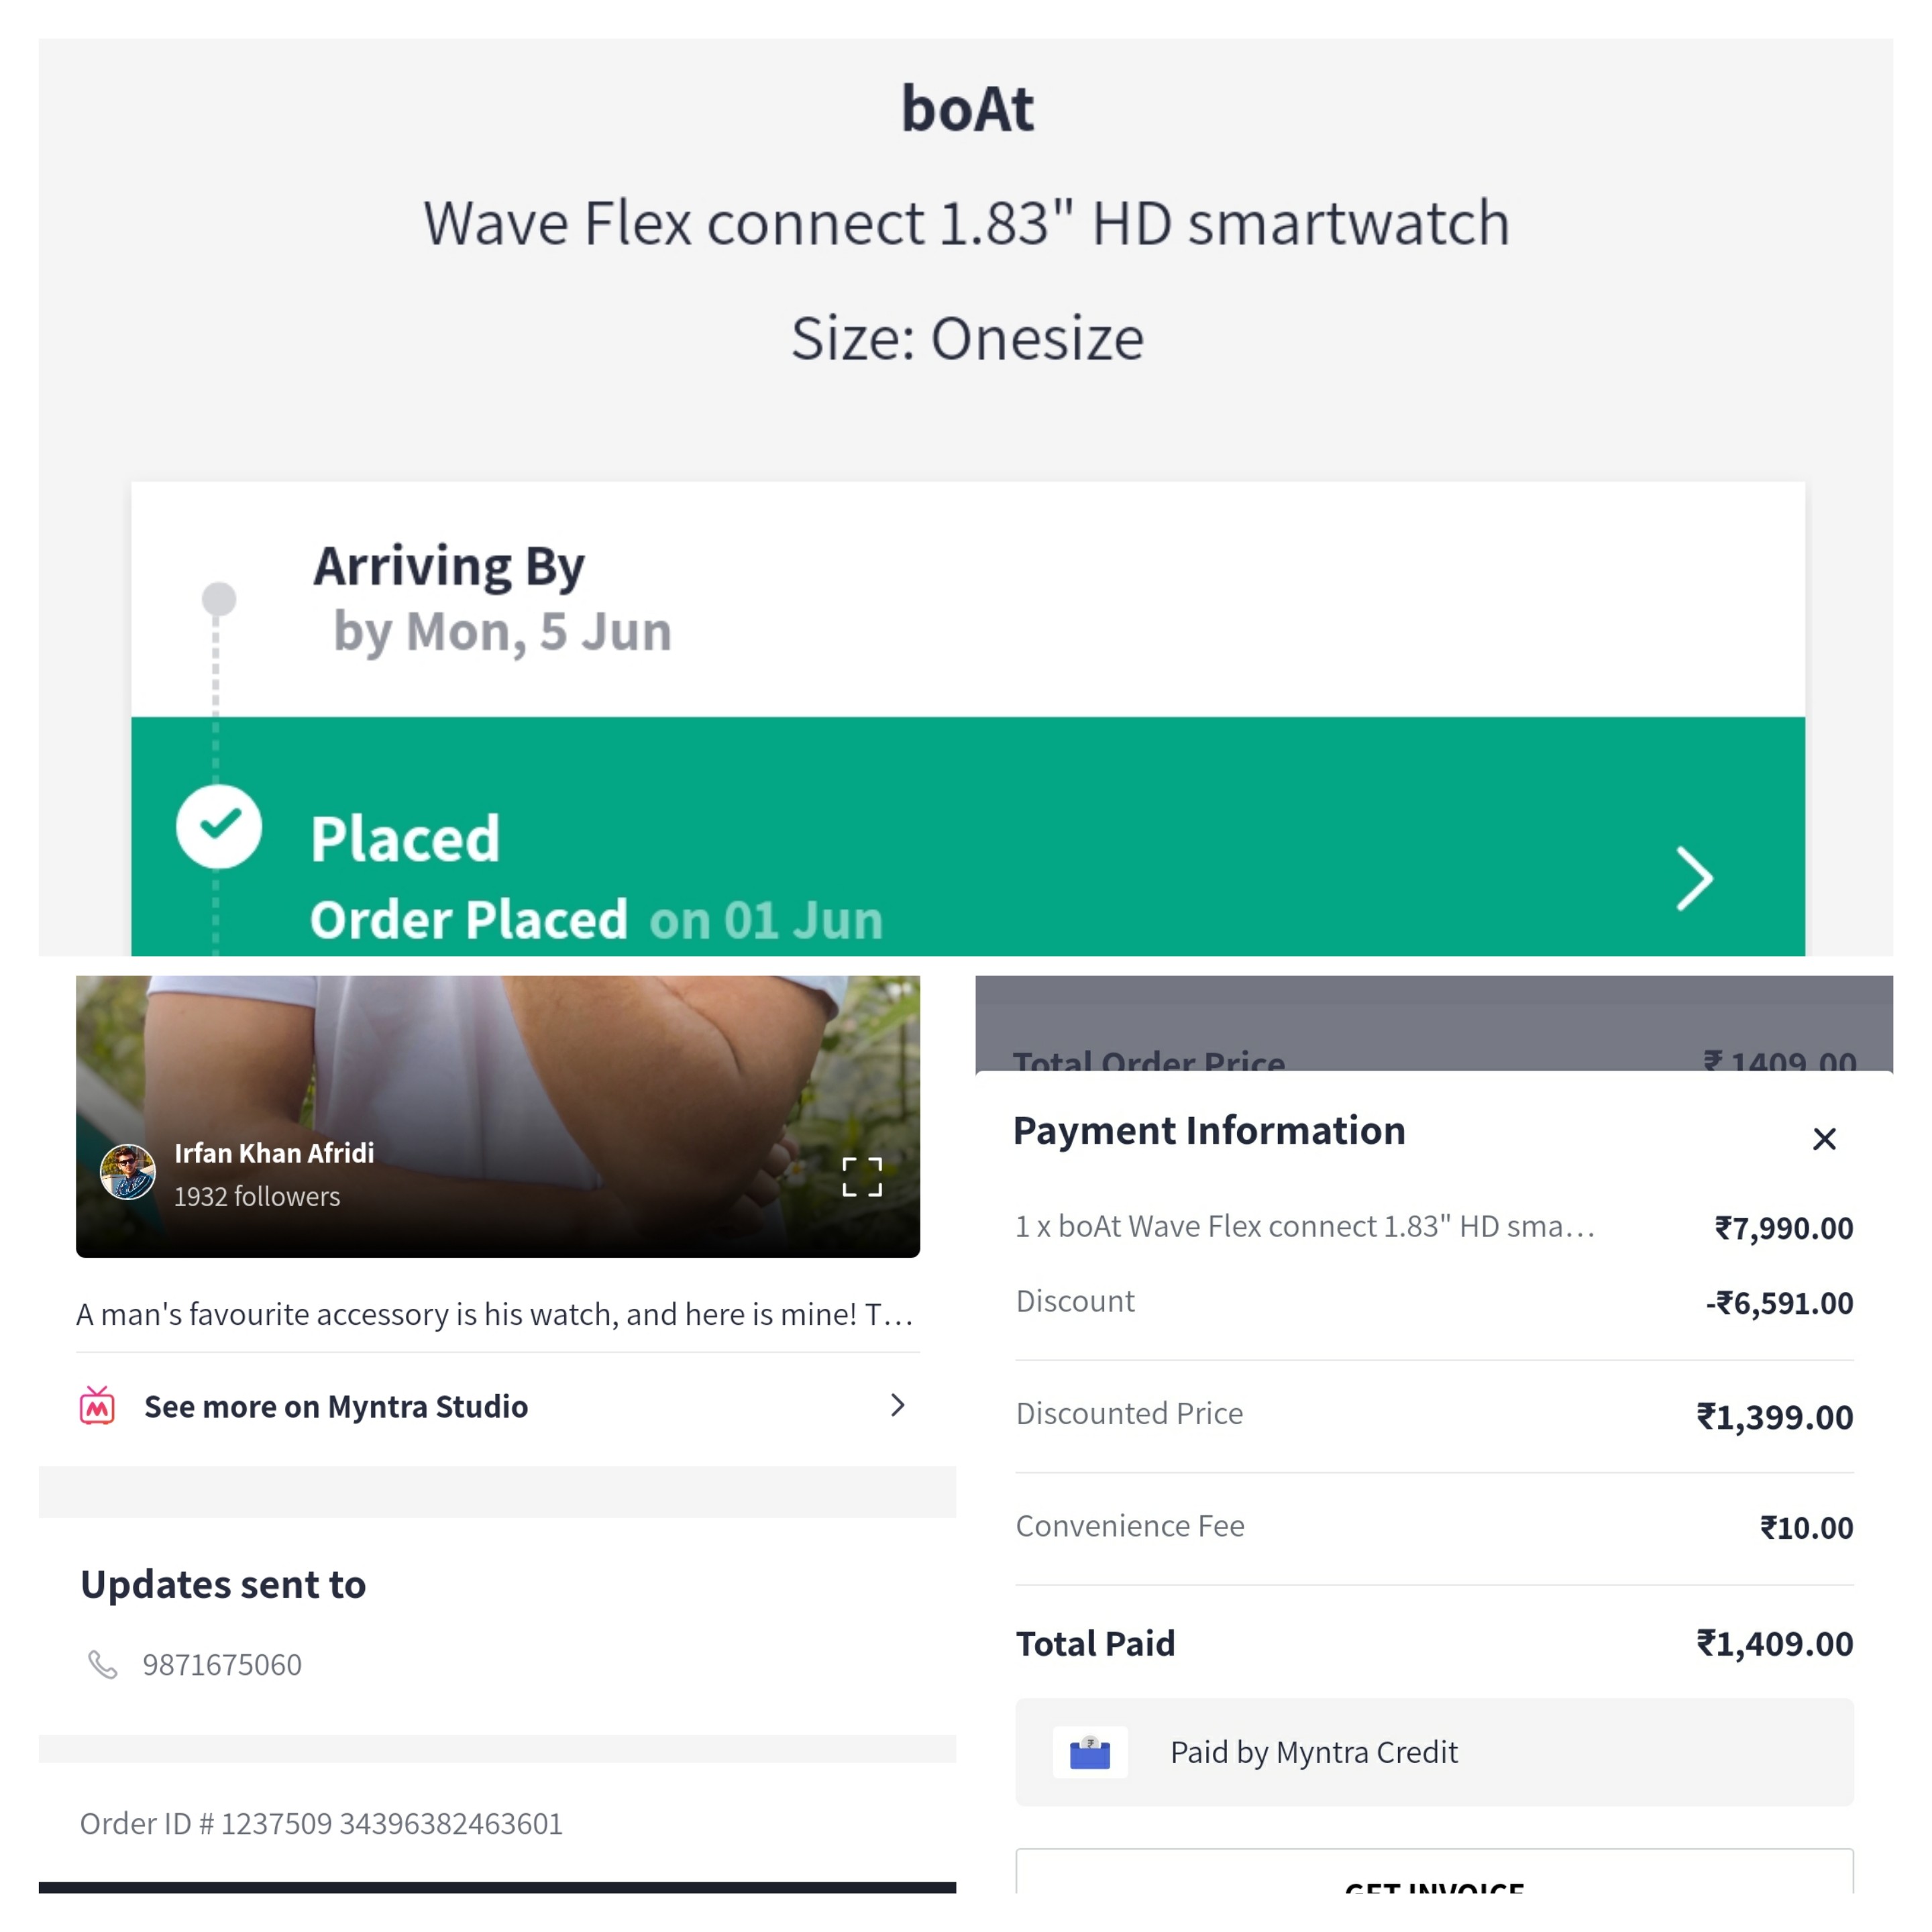 boAt
Wave Flex connect 1.83" HD smartwatch
Size: Onesize
Arriving By
by Mon, 5 Jun
Placed
Order Placed on 01 Jun
Irfan Khan Afridi
1932 followers
A man's favourite accessory is his watch, and here is mine! T...
See more on Myntra Studio
Updates sent to
9871675060
Order ID # 1237509 34396382463601
Total Order Price ₹ 1409.00
Payment Information
1 x boAt Wave Flex connect 1.83" HD sma... ₹7,990.00
Discount -₹6,591.00
Discounted Price ₹1,399.00
Convenience Fee ₹10.00
Total Paid ₹1,409.00
Paid by Myntra Credit
GET INVOICE